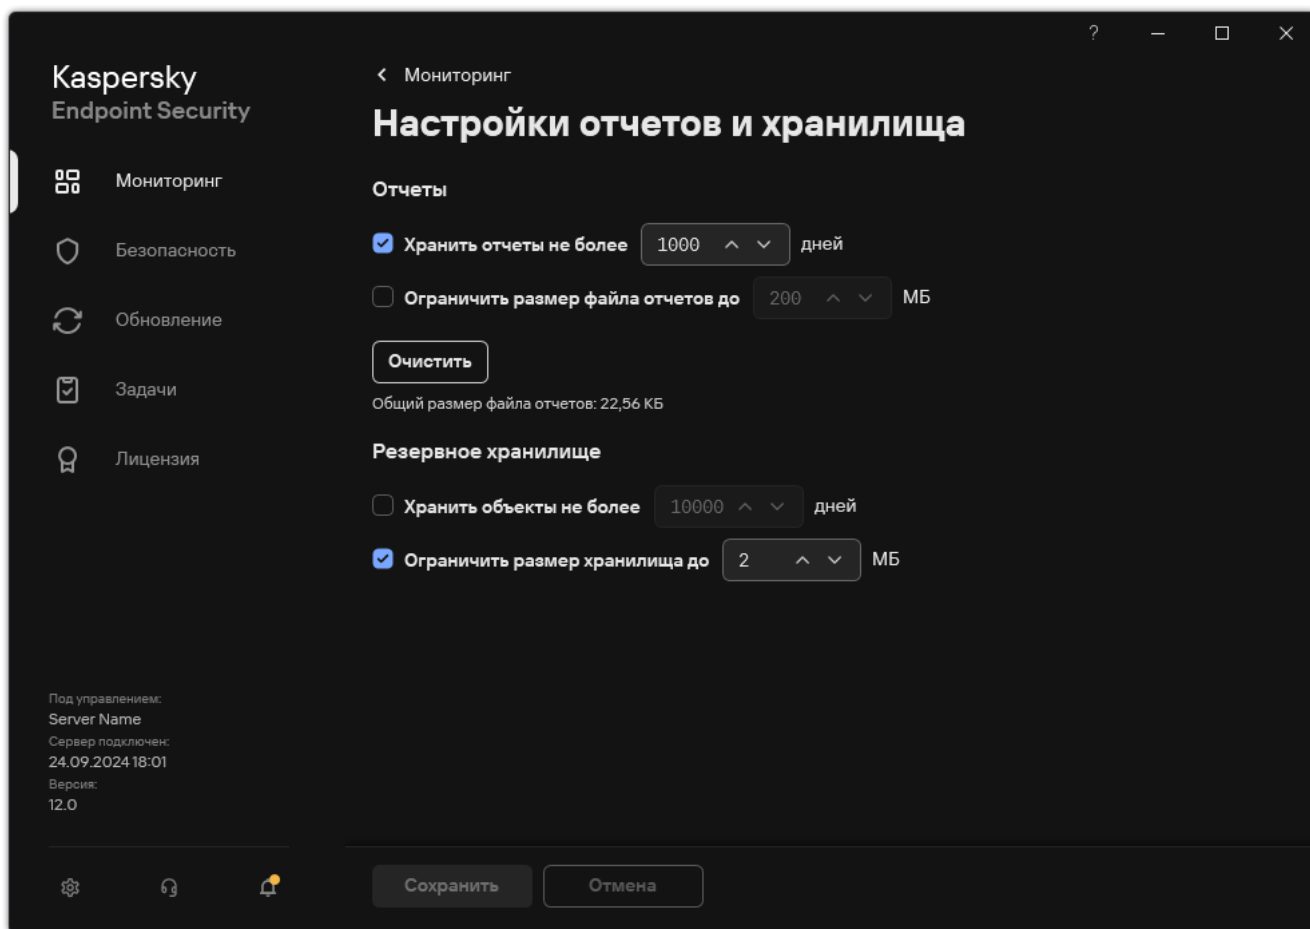 ?
Kaspersky
Endpoint Security
Мониторинг
Безопасность
Обновление
Задачи
Лицензия
Под управлением:
Server Name
Сервер подключен:
24.09.2024 18:01
Версия:
12.0
Мониторинг
Настройки отчетов и хранилища
Отчеты
Хранить отчеты не более 1000 дней
Ограничить размер файла отчетов до 200 МБ
Очистить
Общий размер файла отчетов: 22,56 КБ
Резервное хранилище
Хранить объекты не более 10000 дней
Ограничить размер хранилища до 2 МБ
Сохранить Отмена